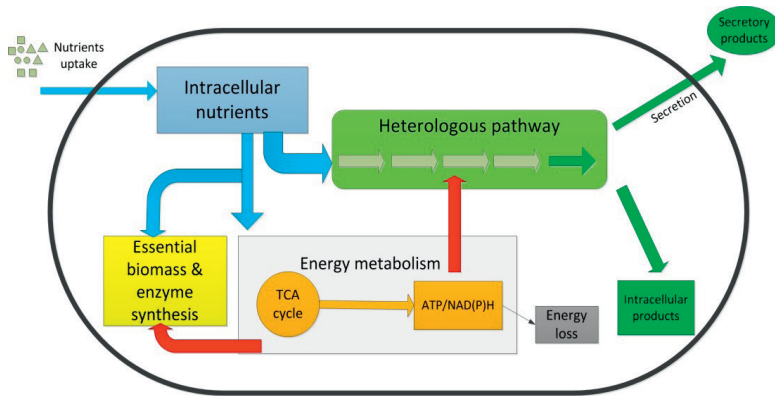 Nutrients
uptake
Intracellular
nutrients
Heterologous pathway
Secretory
products
Secretion
Essential
biomass &
enzyme
synthesis
Energy metabolism
TCA
cycle
ATP/NAD(P)H
Energy
loss
Intracellular
products